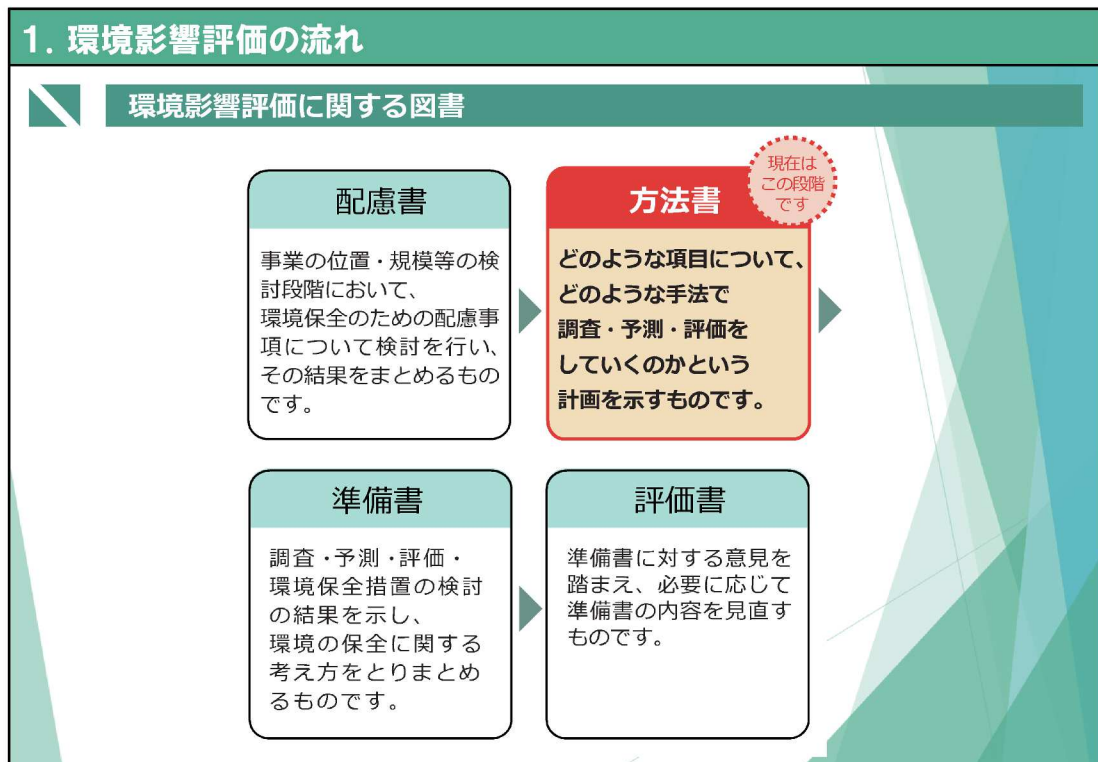 1. 環境影響評価の流れ
環境影響評価に関する図書
配慮書
事業の位置・規模等の検
討段階において、
環境保全のための配慮事
項について検討を行い、
その結果をまとめるもの
です。
現在は
この段階
です
方法書
どのような項目について、
どのような手法で
調査・予測・評価を
していくのかという
計画を示すものです。
準備書
調査・予測・評価・
環境保全措置の検討
の結果を示し、
環境の保全に関する
考え方をとりまとめ
るものです。
評価書
準備書に対する意見を
踏まえ、必要に応じて
準備書の内容を見直す
ものです。